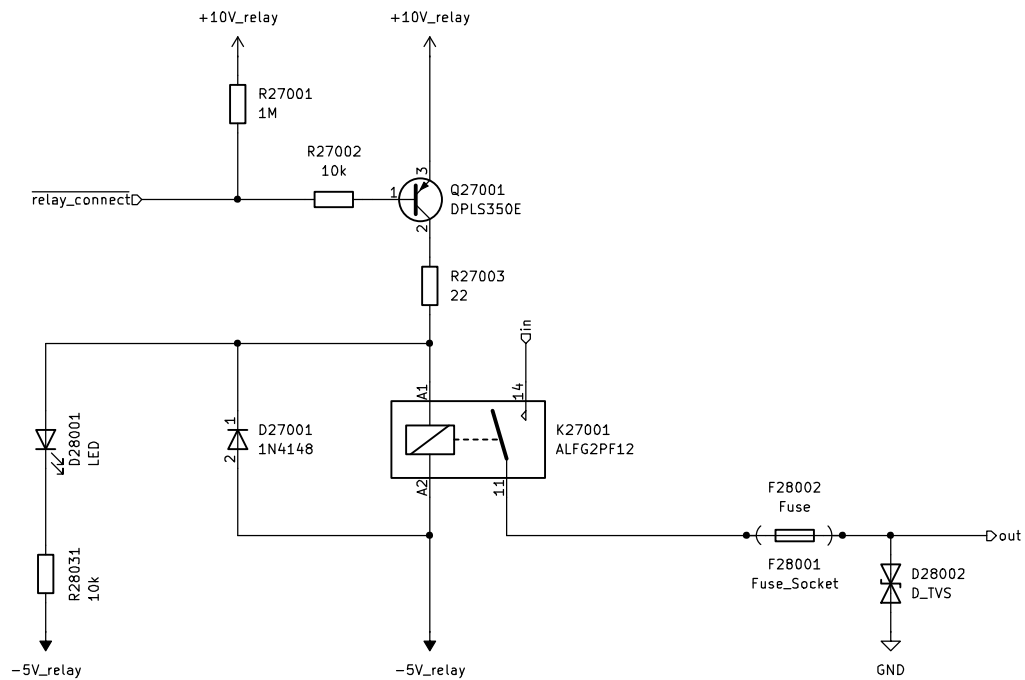 +10V_relay
+10V_relay
R27001
1M
R27002
10k
relay_connect
1
3
2
Q27001
DPLS350E
R27003
22
in
14
A1
A2
11
K27001
ALFG2PF12
D28001
LED
1
2
D27001
1N4148
R28031
10k
F28002
Fuse
F28001
Fuse_Socket
out
D28002
D_TVS
-5V_relay
-5V_relay
GND